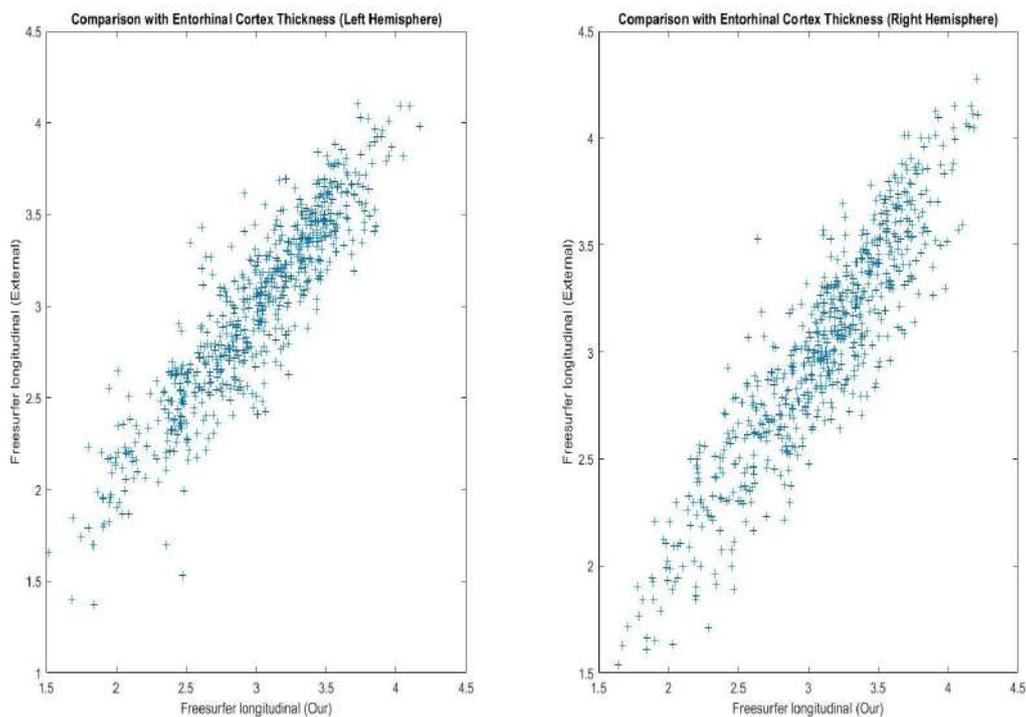 Comparison with Entorhinal Cortex Thickness (Left Hemisphere)
4.5
4
3.5
3
2.5
2
1.5
1
Freesurfer longitudinal (External)
1.5 2 2.5 3 3.5 4 4.5
Freesurfer longitudinal (Our)
Comparison with Entorhinal Cortex Thickness (Right Hemisphere)
4.5
4
3.5
3
2.5
2
1.5
Freesurfer longitudinal (External)
1.5 2 2.5 3 3.5 4 4.5
Freesurfer longitudinal (Our)